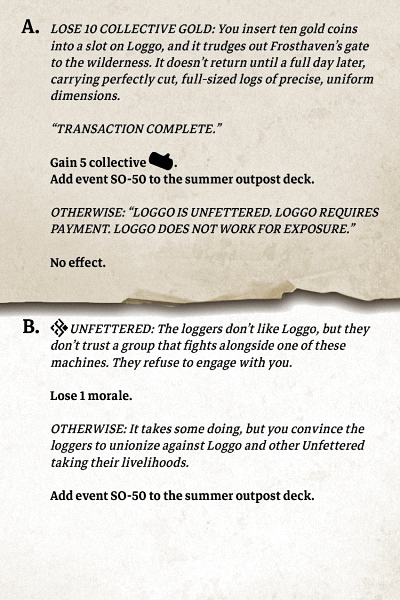 A. LOSE 10 COLLECTIVE GOLD: You insert ten gold coins
into a slot on Loggo, and it trudges out Frosthaven’s gate
to the wilderness. It doesn’t return until a full day later,
carrying perfectly cut, full-sized logs of precise, uniform
dimensions.
“TRANSACTION COMPLETE.”
Gain 5 collective .
Add event SO-50 to the summer outpost deck.
OTHERWISE: “LOGGO IS UNFETTERED. LOGGO REQUIRES
PAYMENT. LOGGO DOES NOT WORK FOR EXPOSURE.”
No effect.
B. UNFETTERED: The loggers don’t like Loggo, but they
don’t trust a group that fights alongside one of these
machines. They refuse to engage with you.
Lose 1 morale.
OTHERWISE: It takes some doing, but you convince the
loggers to unionize against Loggo and other Unfettered
taking their livelihoods.
Add event SO-50 to the summer outpost deck.